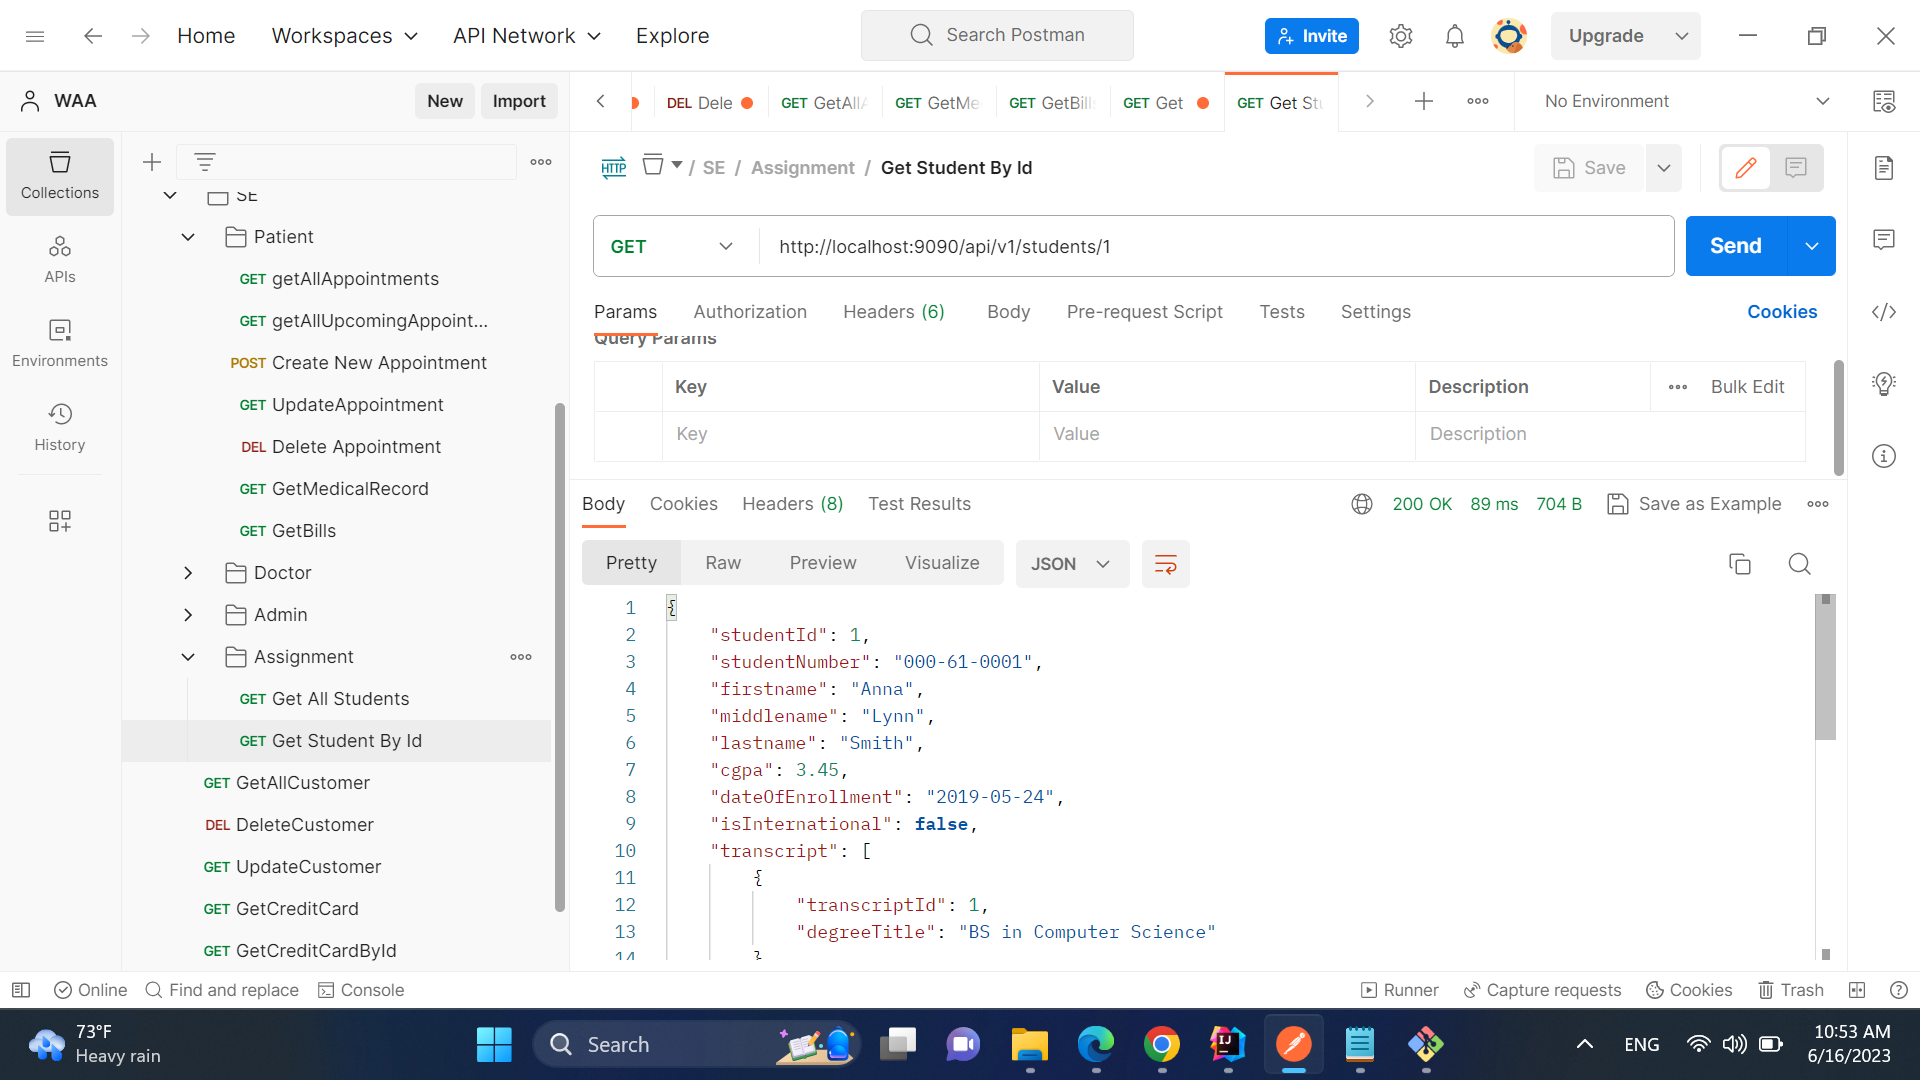 Home
Workspaces
API Network
Explore
Search Postman
Invite
Upgrade
WAA
New
Import
DEL Dele
GET GetAllA
GET GetMe
GET GetBills
GET Get
GET Get Stu
No Environment
Collections
APIs
Environments
History
SE
Patient
GET getAllAppointments
GET getAllUpcomingAppoint...
POST Create New Appointment
GET UpdateAppointment
DEL Delete Appointment
GET GetMedicalRecord
GET GetBills
Doctor
Admin
Assignment
GET Get All Students
GET Get Student By Id
GET GetAllCustomer
DEL DeleteCustomer
GET UpdateCustomer
GET GetCreditCard
GET GetCreditCardById
HTTP / SE / Assignment / Get Student By Id
Save
GET http://localhost:9090/api/v1/students/1
Send
Params Authorization Headers (6) Body Pre-request Script Tests Settings Cookies
Query Params
Key Value Description Bulk Edit
Key Value Description
Body Cookies Headers (8) Test Results 200 OK 89 ms 704 B Save as Example
Pretty Raw Preview Visualize JSON
1 {
2 "studentId": 1,
3 "studentNumber": "000-61-0001",
4 "firstname": "Anna",
5 "middlename": "Lynn",
6 "lastname": "Smith",
7 "cgpa": 3.45,
8 "dateOfEnrollment": "2019-05-24",
9 "isInternational": false,
10 "transcript": [
11 {
12 "transcriptId": 1,
13 "degreeTitle": "BS in Computer Science"
14 }
Online Find and replace Console Runner Capture requests Cookies Trash
73°F
Heavy rain
Search
IJ
ENG
10:53 AM
6/16/2023